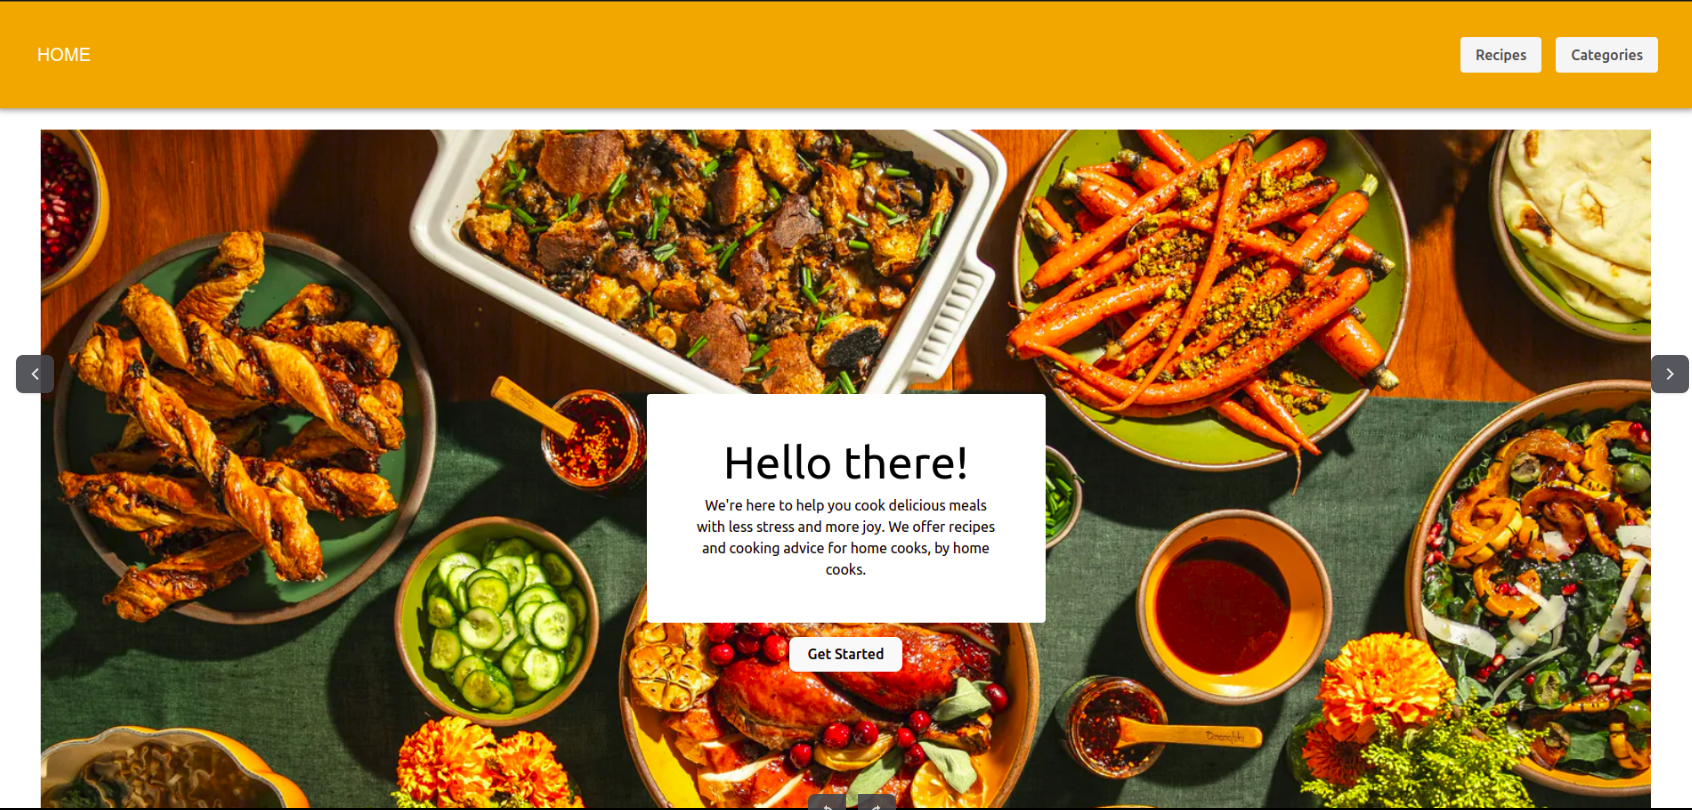 HOME
Recipes
Categories
Hello there!
We're here to help you cook delicious meals
with less stress and more joy. We offer recipes
and cooking advice for home cooks, by home
cooks.
Get Started